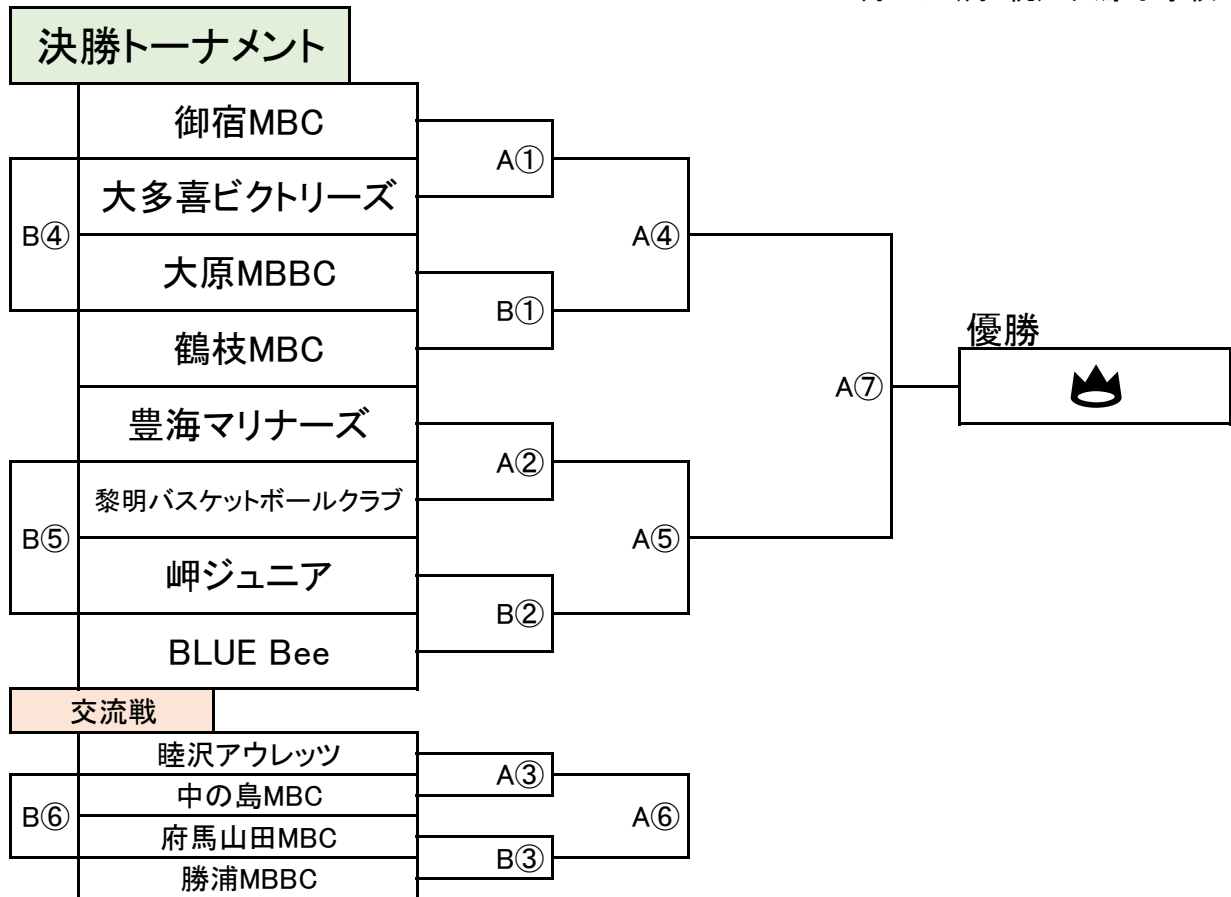 決勝トーナメント
御宿MBC
A①
大多喜ビクトリーズ
B④
A④
大原MBBC
B①
鶴枝MBC
優勝
A⑦
豊海マリナーズ
A②
黎明バスケットボールクラブ
B⑤
A⑤
岬ジュニア
B②
BLUE Bee
交流戦
睦沢アウレッツ
A③
中の島MBC
B⑥
A⑥
府馬山田MBC
B③
勝浦MBBC